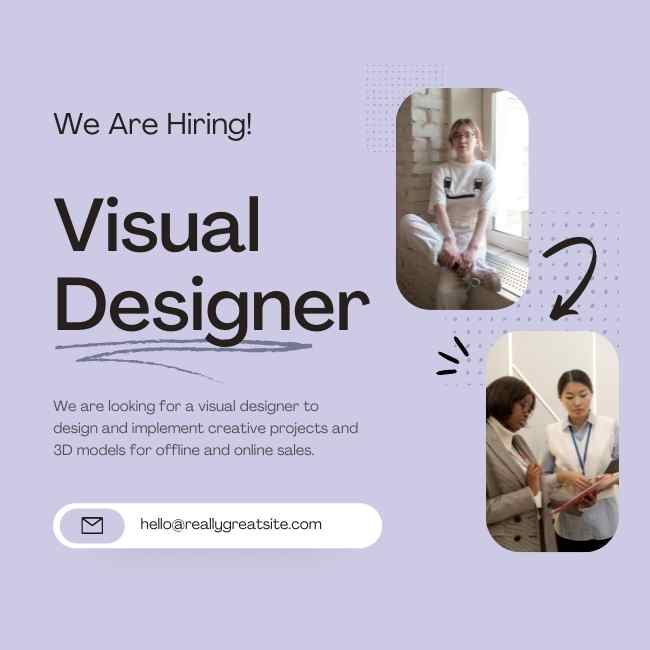 We Are Hiring!
Visual
Designer
We are looking for a visual designer to
design and implement creative projects and
3D models for offline and online sales.
hello@reallygreatsite.com